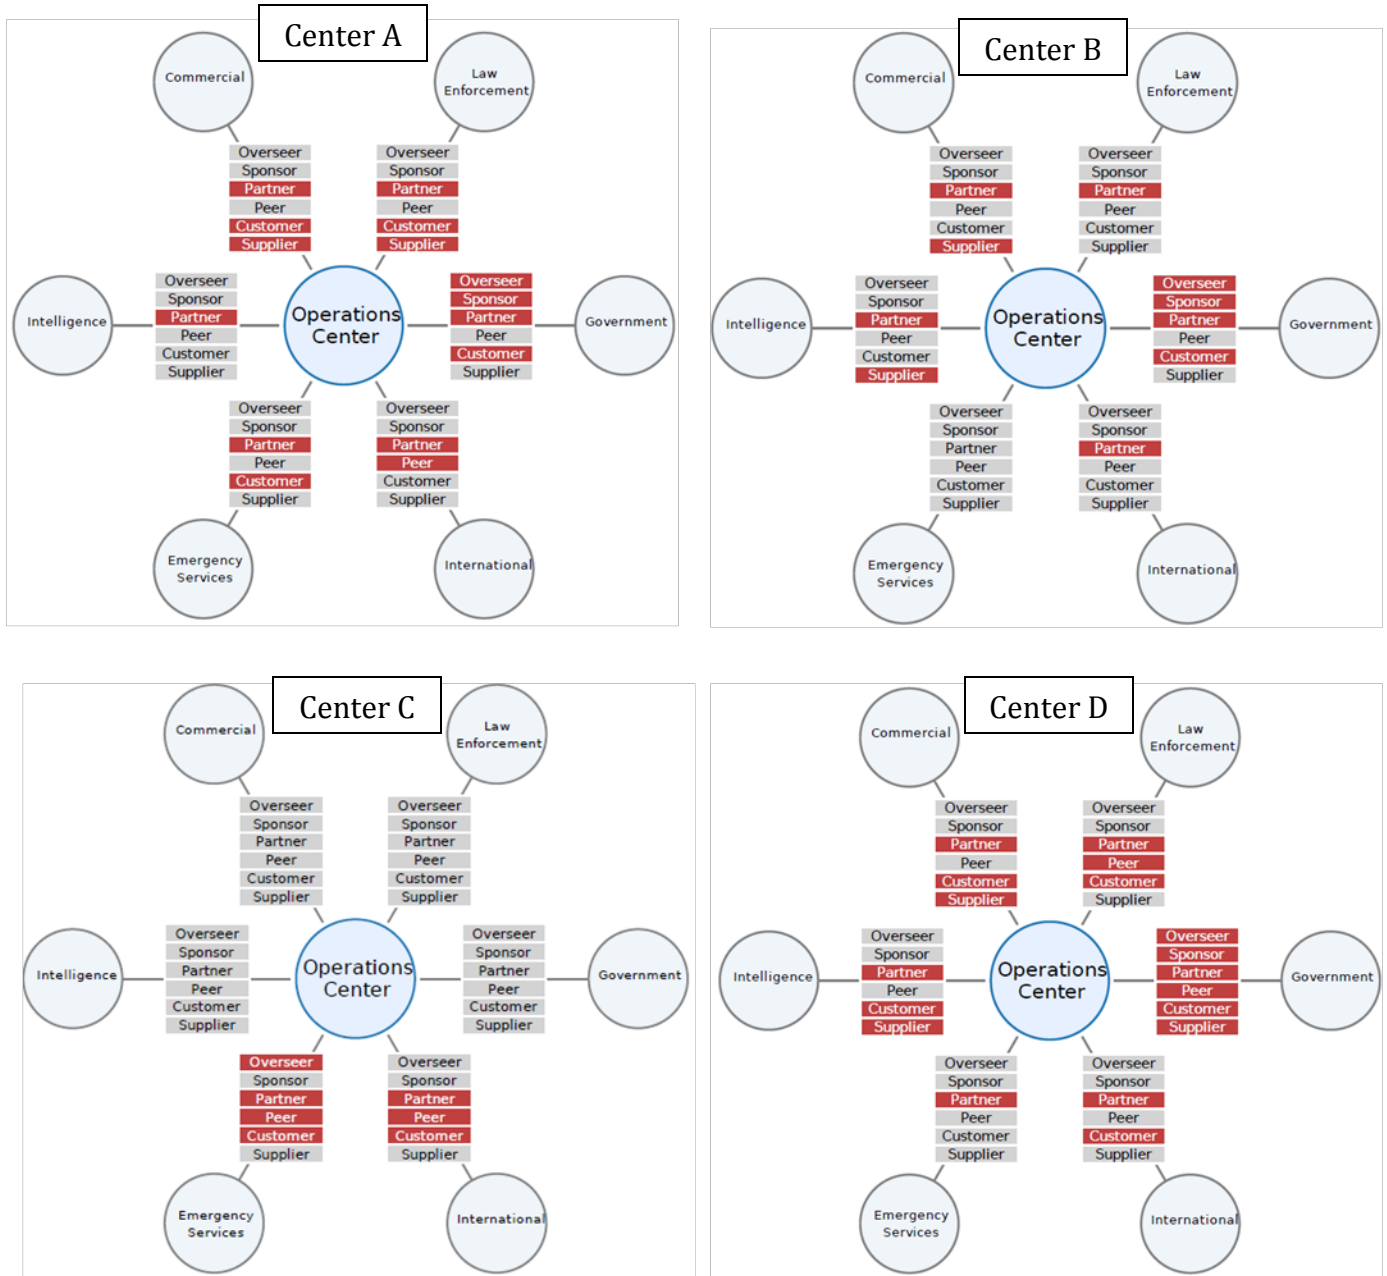 Center A
Commercial
Law
Enforcement
Overseer
Sponsor
Partner
Peer
Customer
Supplier
Overseer
Sponsor
Partner
Peer
Customer
Supplier
Intelligence
Overseer
Sponsor
Partner
Peer
Customer
Supplier
Operations
Center
Overseer
Sponsor
Partner
Peer
Customer
Supplier
Government
Overseer
Sponsor
Partner
Peer
Customer
Supplier
Overseer
Sponsor
Partner
Peer
Customer
Supplier
Emergency
Services
International
Center B
Commercial
Law
Enforcement
Overseer
Sponsor
Partner
Peer
Customer
Supplier
Overseer
Sponsor
Partner
Peer
Customer
Supplier
Intelligence
Overseer
Sponsor
Partner
Peer
Customer
Supplier
Operations
Center
Overseer
Sponsor
Partner
Peer
Customer
Supplier
Government
Overseer
Sponsor
Partner
Peer
Customer
Supplier
Overseer
Sponsor
Partner
Peer
Customer
Supplier
Emergency
Services
International
Center C
Commercial
Law
Enforcement
Overseer
Sponsor
Partner
Peer
Customer
Supplier
Overseer
Sponsor
Partner
Peer
Customer
Supplier
Intelligence
Overseer
Sponsor
Partner
Peer
Customer
Supplier
Operations
Center
Overseer
Sponsor
Partner
Peer
Customer
Supplier
Government
Overseer
Sponsor
Partner
Peer
Customer
Supplier
Overseer
Sponsor
Partner
Peer
Customer
Supplier
Emergency
Services
International
Center D
Commercial
Law
Enforcement
Overseer
Sponsor
Partner
Peer
Customer
Supplier
Overseer
Sponsor
Partner
Peer
Customer
Supplier
Intelligence
Overseer
Sponsor
Partner
Peer
Customer
Supplier
Operations
Center
Overseer
Sponsor
Partner
Peer
Customer
Supplier
Government
Overseer
Sponsor
Partner
Peer
Customer
Supplier
Overseer
Sponsor
Partner
Peer
Customer
Supplier
Emergency
Services
International